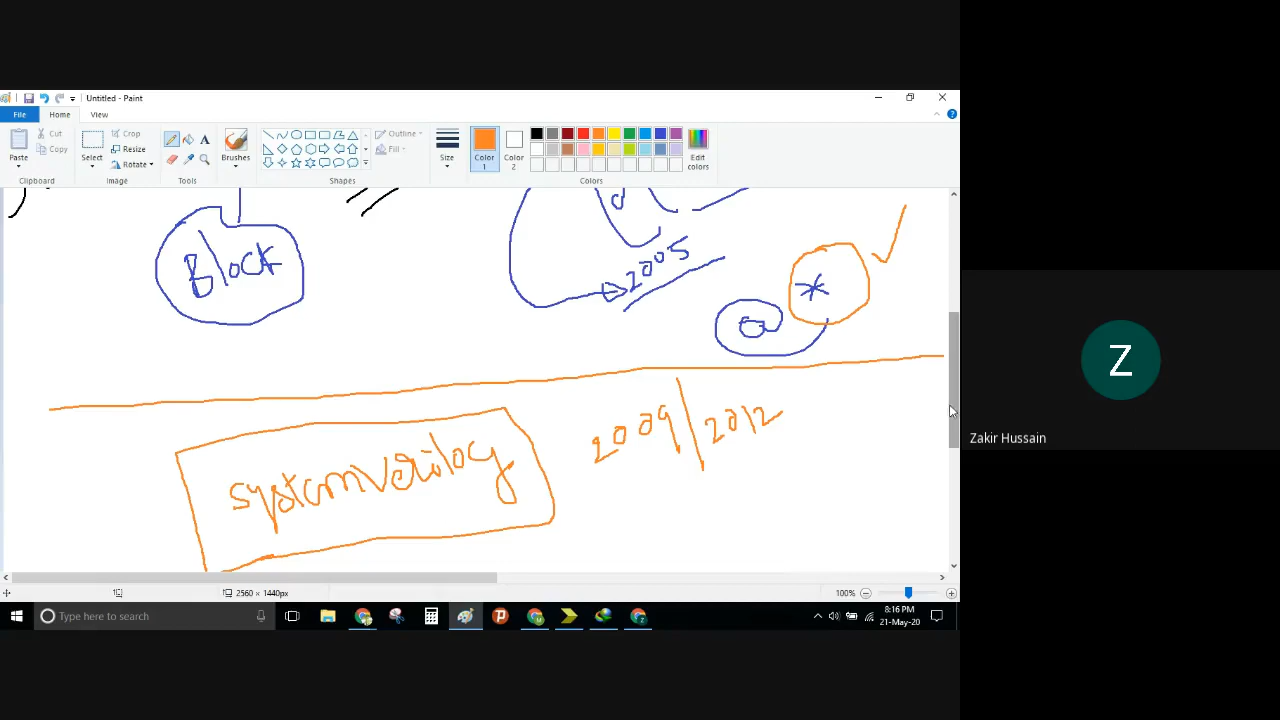 Untitled - Paint
File Home View
Paste
Cut
Copy
Clipboard
Select
Crop
Resize
Rotate
Image
A
Tools
Brushes
Shapes
Outline
Fill
Size
Color 1
Color 2
Edit colors
Colors
Block
2005
@ *
systemverilog
2009/2012
2560 × 1440px
100%
Type here to search
8:16 PM
21-May-20
Z
Zakir Hussain